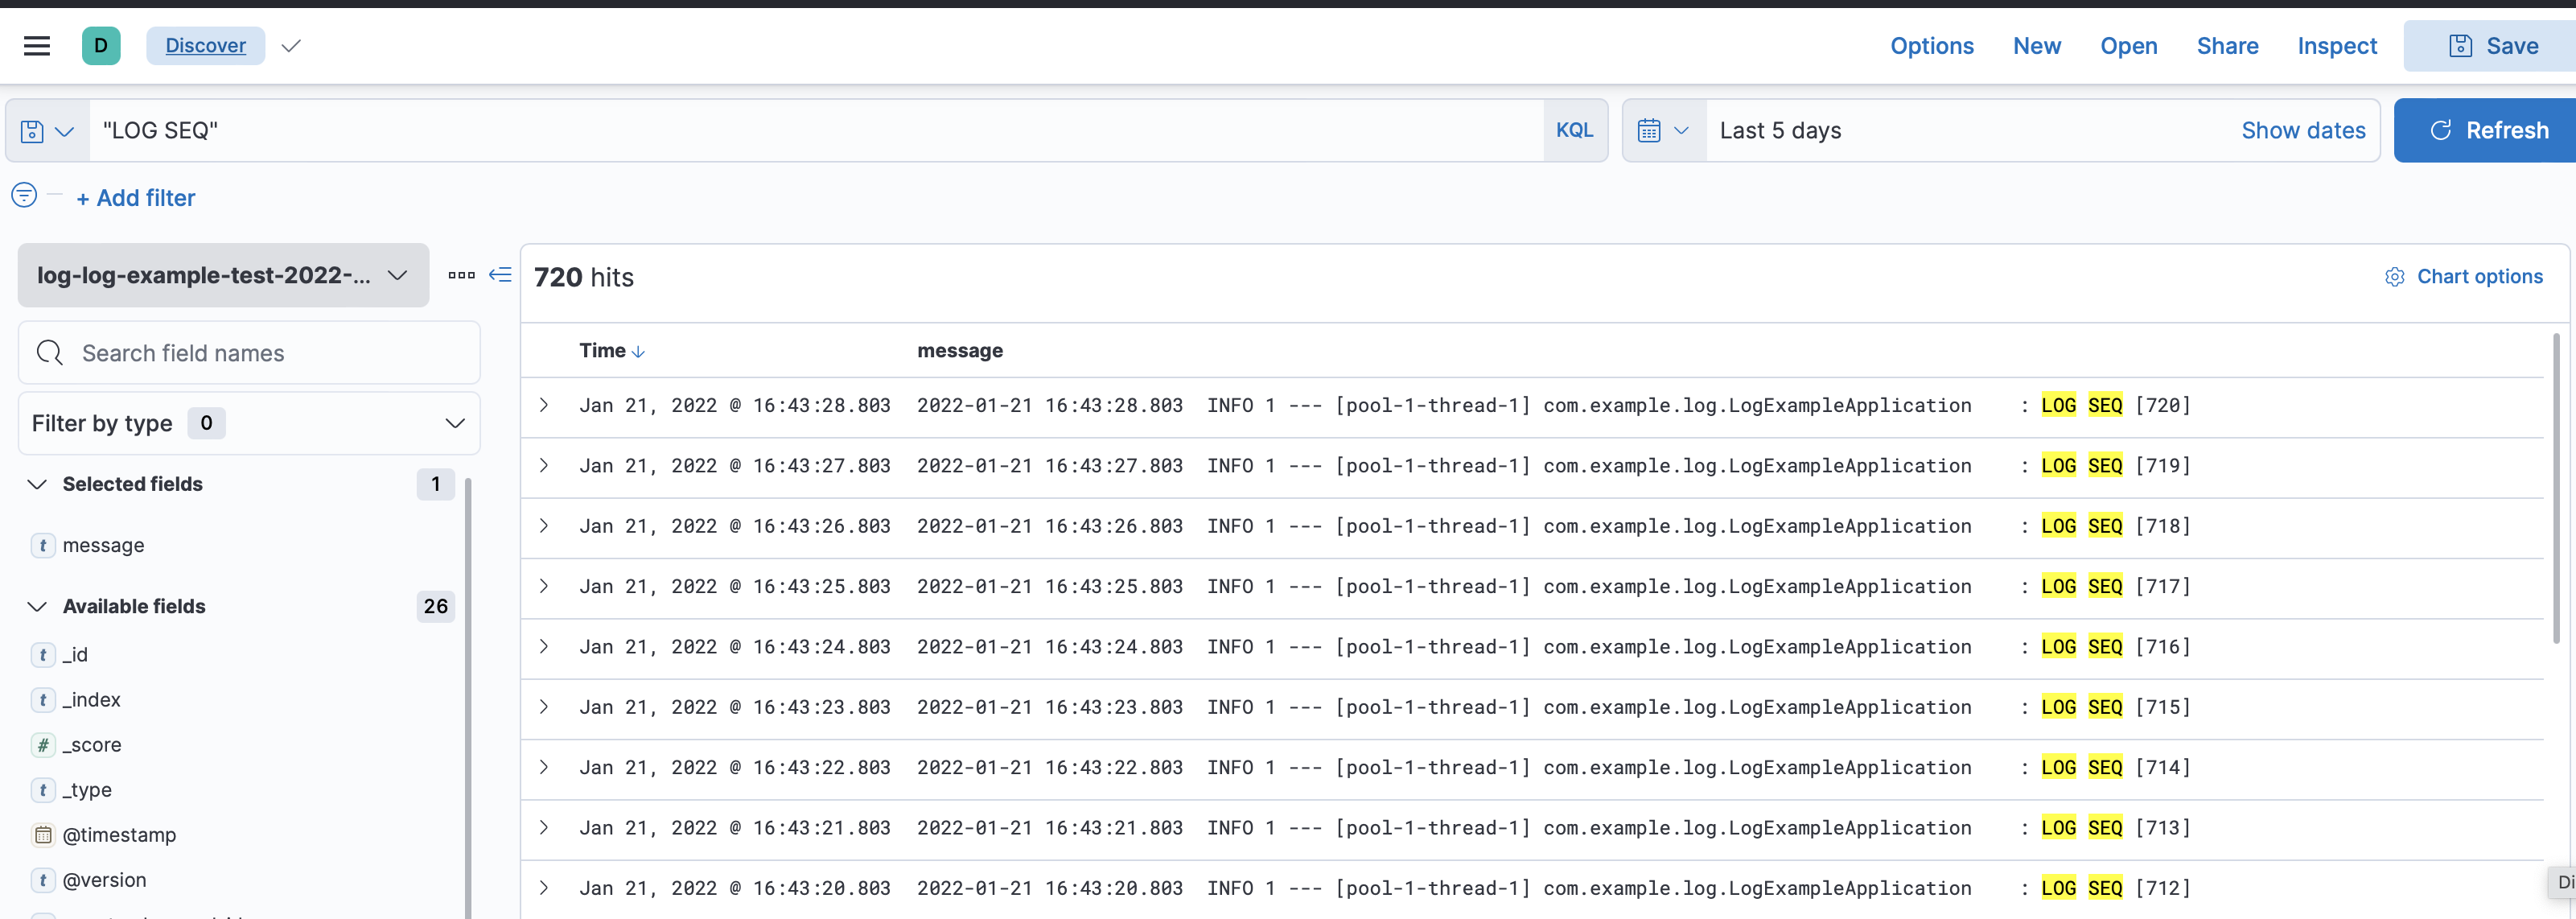 D Discover Options New Open Share Inspect Save
"LOG SEQ" KQL Last 5 days Show dates Refresh
+ Add filter
log-log-example-test-2022-...
720 hits Chart options
Search field names
Filter by type 0
Selected fields 1
t message
Available fields 26
t _id
t _index
# _score
t _type
@timestamp
t @version
Time message
Jan 21, 2022 @ 16:43:28.803 2022-01-21 16:43:28.803 INFO 1 --- [pool-1-thread-1] com.example.log.LogExampleApplication : LOG SEQ [720]
Jan 21, 2022 @ 16:43:27.803 2022-01-21 16:43:27.803 INFO 1 --- [pool-1-thread-1] com.example.log.LogExampleApplication : LOG SEQ [719]
Jan 21, 2022 @ 16:43:26.803 2022-01-21 16:43:26.803 INFO 1 --- [pool-1-thread-1] com.example.log.LogExampleApplication : LOG SEQ [718]
Jan 21, 2022 @ 16:43:25.803 2022-01-21 16:43:25.803 INFO 1 --- [pool-1-thread-1] com.example.log.LogExampleApplication : LOG SEQ [717]
Jan 21, 2022 @ 16:43:24.803 2022-01-21 16:43:24.803 INFO 1 --- [pool-1-thread-1] com.example.log.LogExampleApplication : LOG SEQ [716]
Jan 21, 2022 @ 16:43:23.803 2022-01-21 16:43:23.803 INFO 1 --- [pool-1-thread-1] com.example.log.LogExampleApplication : LOG SEQ [715]
Jan 21, 2022 @ 16:43:22.803 2022-01-21 16:43:22.803 INFO 1 --- [pool-1-thread-1] com.example.log.LogExampleApplication : LOG SEQ [714]
Jan 21, 2022 @ 16:43:21.803 2022-01-21 16:43:21.803 INFO 1 --- [pool-1-thread-1] com.example.log.LogExampleApplication : LOG SEQ [713]
Jan 21, 2022 @ 16:43:20.803 2022-01-21 16:43:20.803 INFO 1 --- [pool-1-thread-1] com.example.log.LogExampleApplication : LOG SEQ [712]
Di